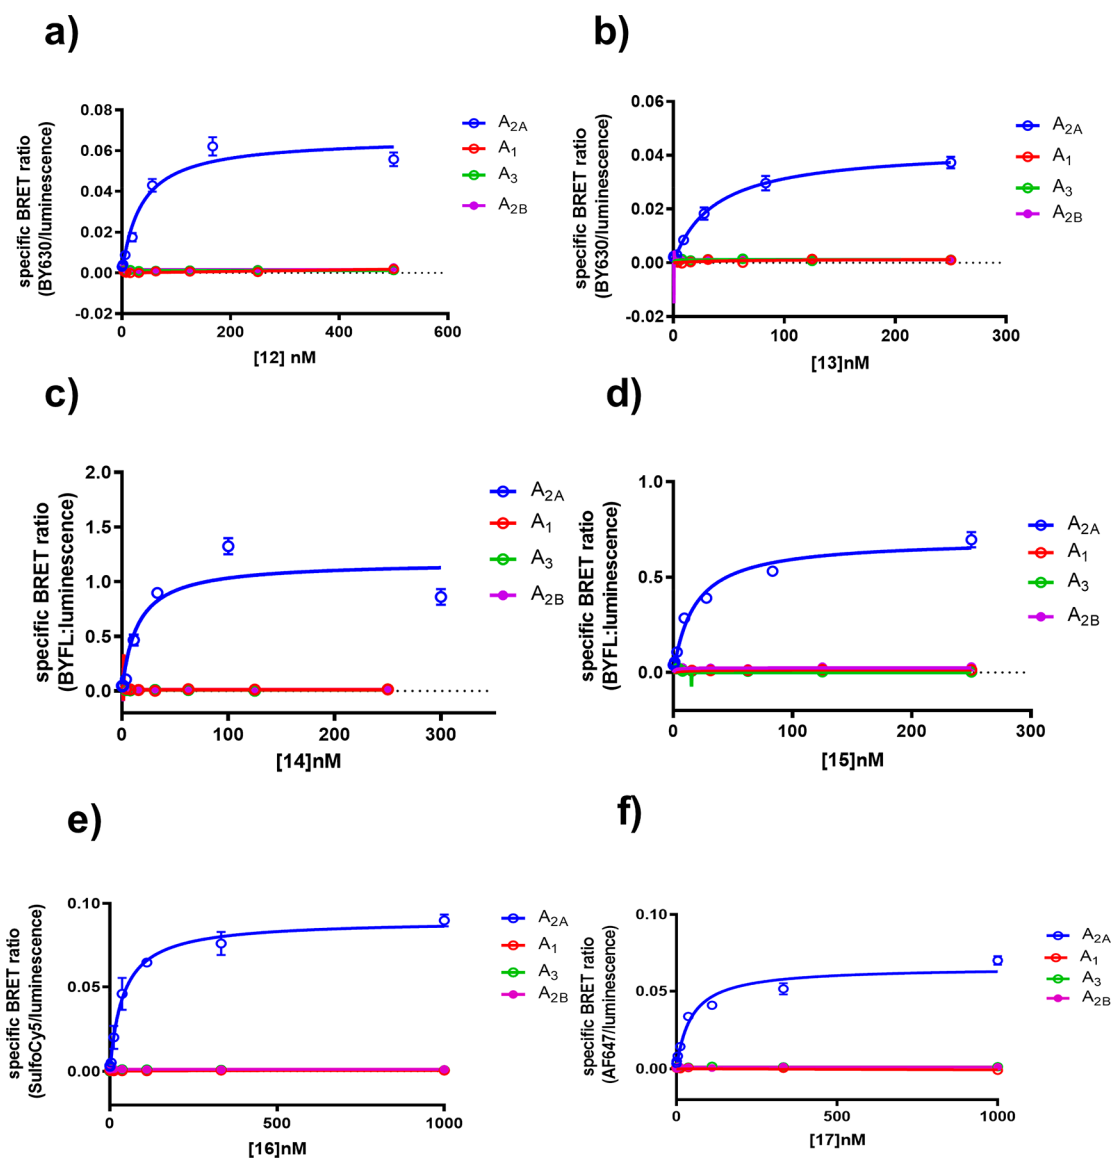 a)
specific BRET ratio
(BY630/luminescence)
0.08
0.06
0.04
0.02
0.00
-0.02
0
200
400
600
[12] nM
A2A
A1
A3
A2B
b)
specific BRET ratio
(BY630/luminescence)
0.06
0.04
0.02
0.00
-0.02
0
100
200
300
[13]nM
A2A
A1
A3
A2B
c)
specific BRET ratio
(BYFL:luminescence)
2.0
1.5
1.0
0.5
0.0
0
100
200
300
[14]nM
A2A
A1
A3
A2B
d)
specific BRET ratio
(BYFL:luminescence)
1.0
0.5
0.0
0
100
200
300
[15]nM
A2A
A1
A3
A2B
e)
specific BRET ratio
(SulfoCy5/luminescence)
0.10
0.05
0.00
0
500
1000
[16]nM
A2A
A1
A3
A2B
f)
specific BRET ratio
(AF647/luminescence)
0.10
0.05
0.00
0
500
1000
[17]nM
A2A
A1
A3
A2B